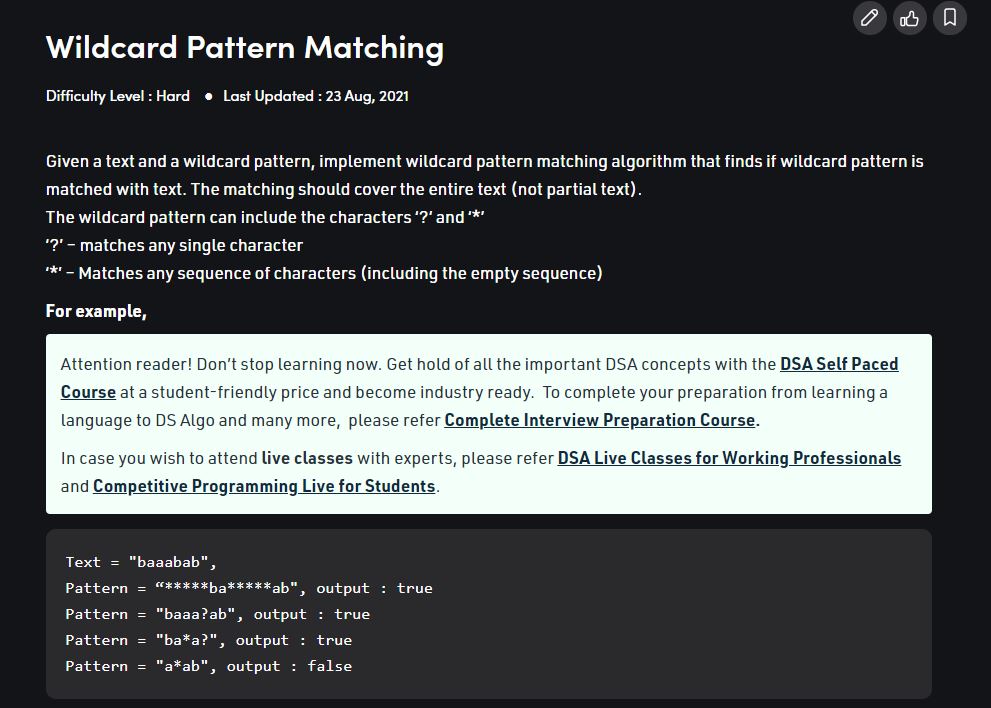 Wildcard Pattern Matching
Difficulty Level : Hard ● Last Updated : 23 Aug, 2021
Given a text and a wildcard pattern, implement wildcard pattern matching algorithm that finds if wildcard pattern is
matched with text. The matching should cover the entire text (not partial text).
The wildcard pattern can include the characters ‘?’ and ‘*’
‘?’ – matches any single character
‘*’ – Matches any sequence of characters (including the empty sequence)
For example,
Attention reader! Don’t stop learning now. Get hold of all the important DSA concepts with the DSA Self Paced
Course at a student-friendly price and become industry ready. To complete your preparation from learning a
language to DS Algo and many more, please refer Complete Interview Preparation Course.
In case you wish to attend live classes with experts, please refer DSA Live Classes for Working Professionals
and Competitive Programming Live for Students.
Text = "baaabab",
Pattern = “*****ba*****ab", output : true
Pattern = "baaa?ab", output : true
Pattern = "ba*a?", output : true
Pattern = "a*ab", output : false